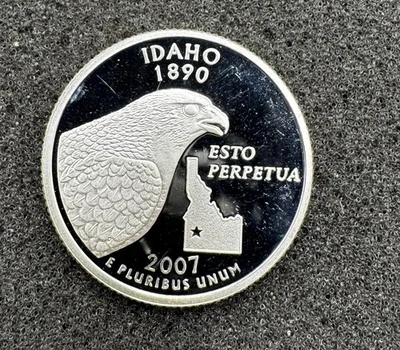 IDAHO
1890
ESTO
PERPETUA
2007
E PLURIBUS UNUM